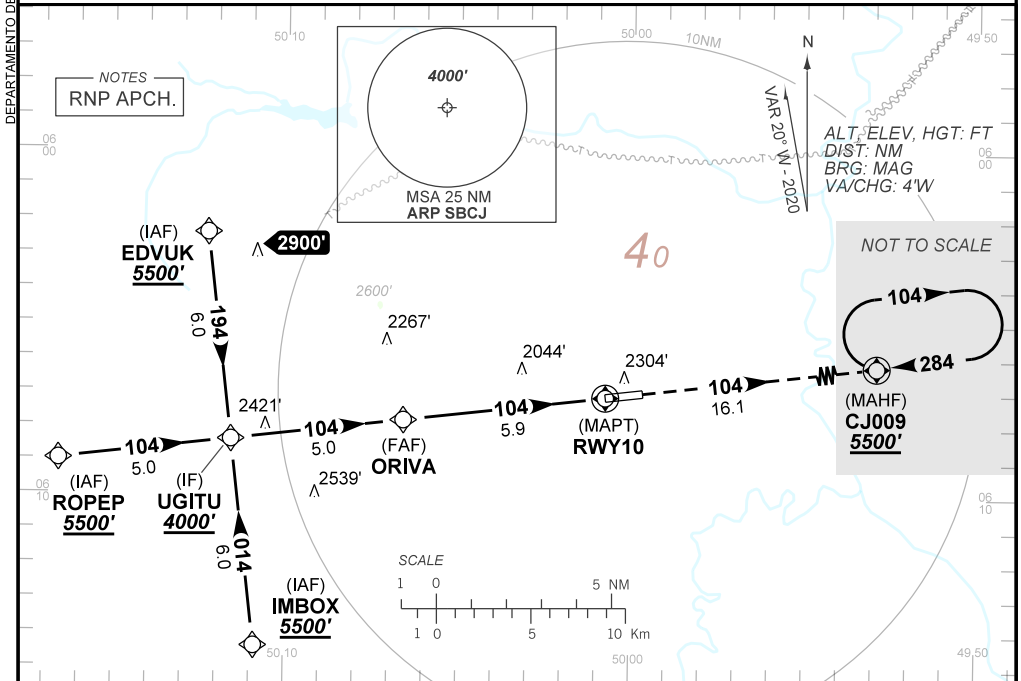 DEPARTAMENTO DE
50 10
50 00
10NM
49 50
NOTES
RNP APCH.
4000'
MSA 25 NM
ARP SBCJ
N
VAR 20° W - 2020
ALT, ELEV, HGT: FT
DIST: NM
BRG: MAG
VA/CHG: 4'W
06 00
06 00
(IAF)
EDVUK
5500'
2900'
40
NOT TO SCALE
2600'
2267'
194
6.0
104
2044'
2304'
284
104
16.1
(MAHF)
CJ009
5500'
2421'
104
5.0
104
5.0
104
5.9
(MAPT)
RWY10
(FAF)
ORIVA
(IAF)
ROPEP
5500'
(IF)
UGITU
4000'
2539'
06 10
06 10
014
6.0
(IAF)
IMBOX
5500'
SCALE
1 0 5 NM
1 0 5 10 Km
50 10
50 00
49 50